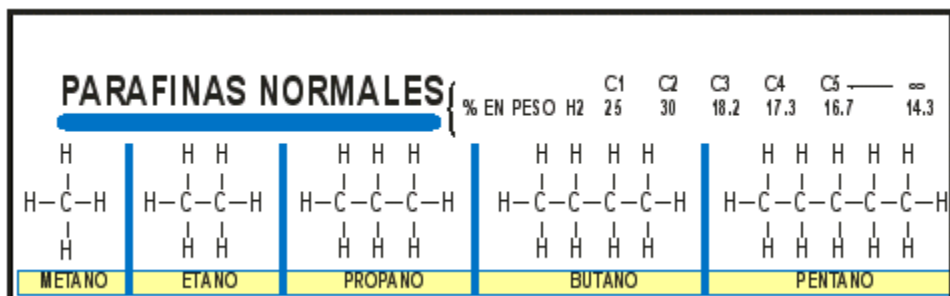 PARAFINAS NORMALES
C1 C2 C3 C4 C5 —— ∞
% EN PESO H2 25 30 18.2 17.3 16.7 14.3
H H H H H H H H H H H H H H H
H–C–H H–C–C–H H–C–C–C–H H–C–C–C–C–H H–C–C–C–C–C–H
H H H H H H H H H H H H H H H
METANO ETANO PROPANO BUTANO PENTANO